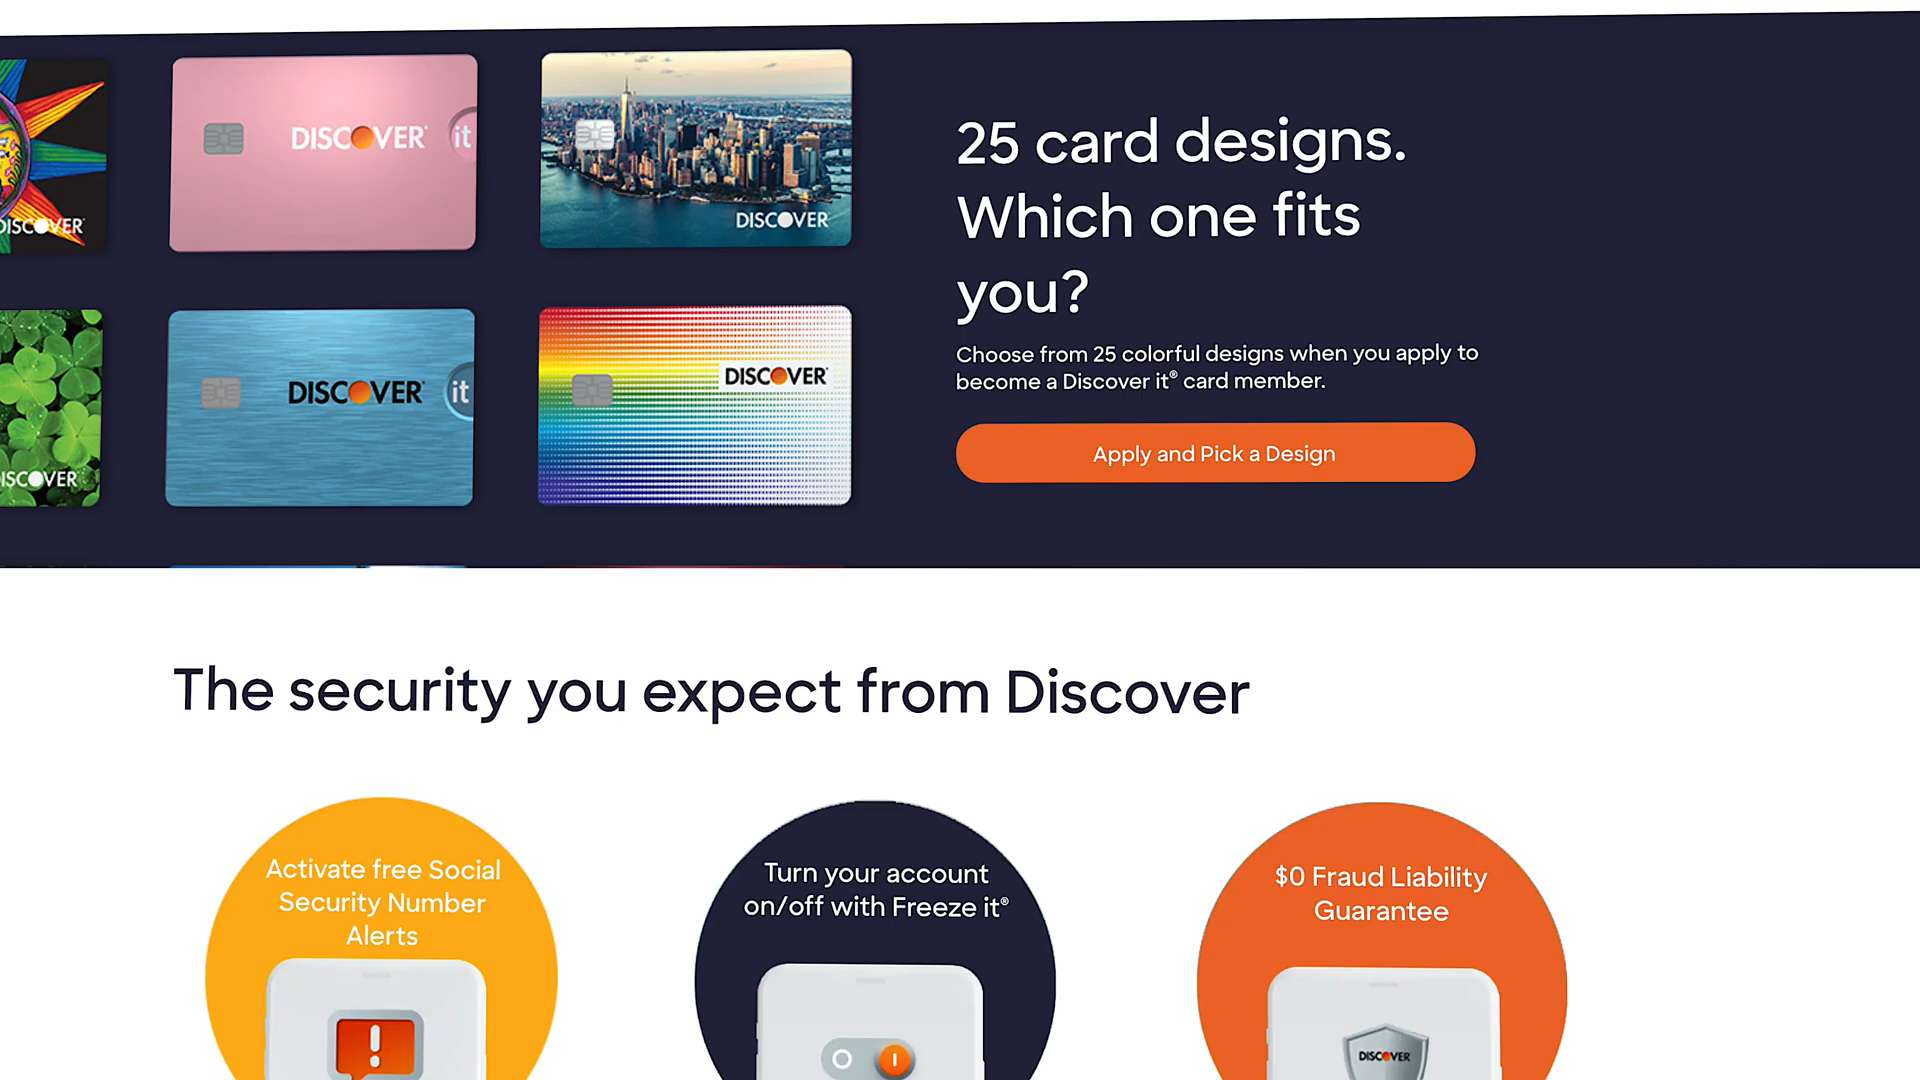 DISCOVER
DISCOVER it
DISCOVER
DISCOVER
DISCOVER it
DISCOVER
25 card designs.
Which one fits
you?
Choose from 25 colorful designs when you apply to
become a Discover it® card member.
Apply and Pick a Design
The security you expect from Discover
Activate free Social
Security Number
Alerts
Turn your account
on/off with Freeze it®
$0 Fraud Liability
Guarantee
DISCOVER